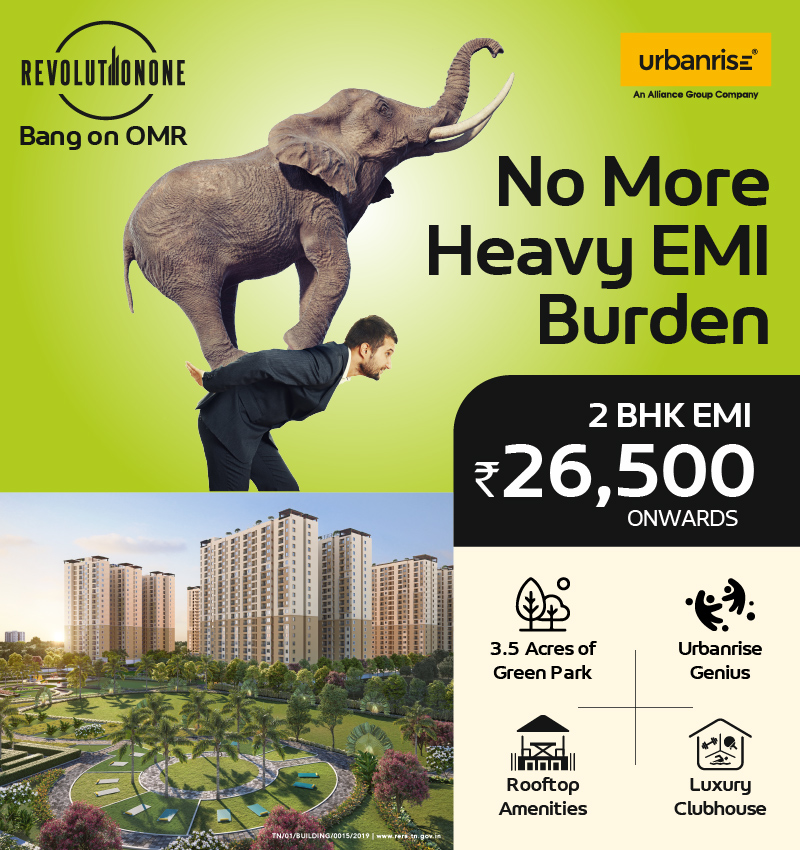 REVOLUTIONONE
Bang on OMR
urbanrise®
An Alliance Group Company
No More
Heavy EMI
Burden
2 BHK EMI
₹26,500
ONWARDS
3.5 Acres of
Green Park
Urbanrise
Genius
Rooftop
Amenities
Luxury
Clubhouse
TN/01/BUILDING/0015/2019 | www.rera.tn.gov.in